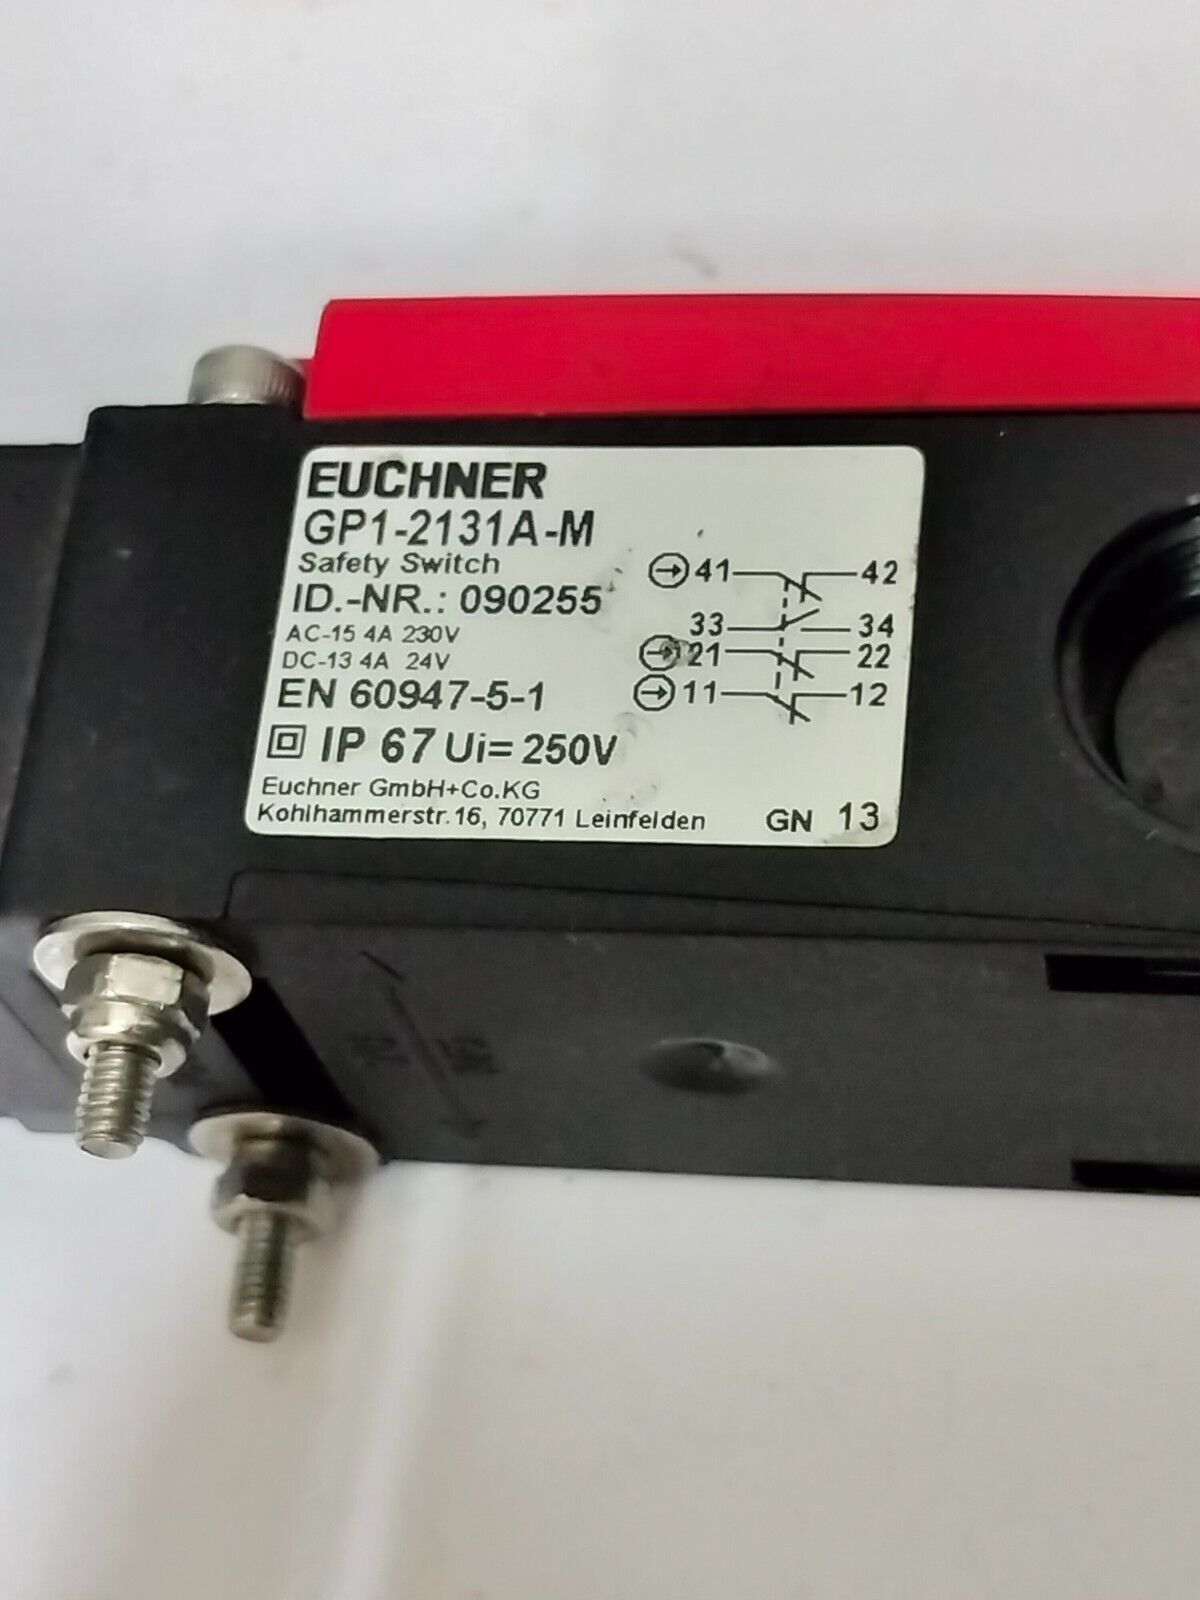 EUCHNER
GP1-2131A-M
Safety Switch
ID.-NR.: 090255
AC-15 4A 230V
DC-13 4A 24V
EN 60947-5-1
IP 67 Ui= 250V
Euchner GmbH+Co.KG
Kohlhammerstr.16, 70771 Leinfelden
GN 13
41 42
33 34
21 22
11 12